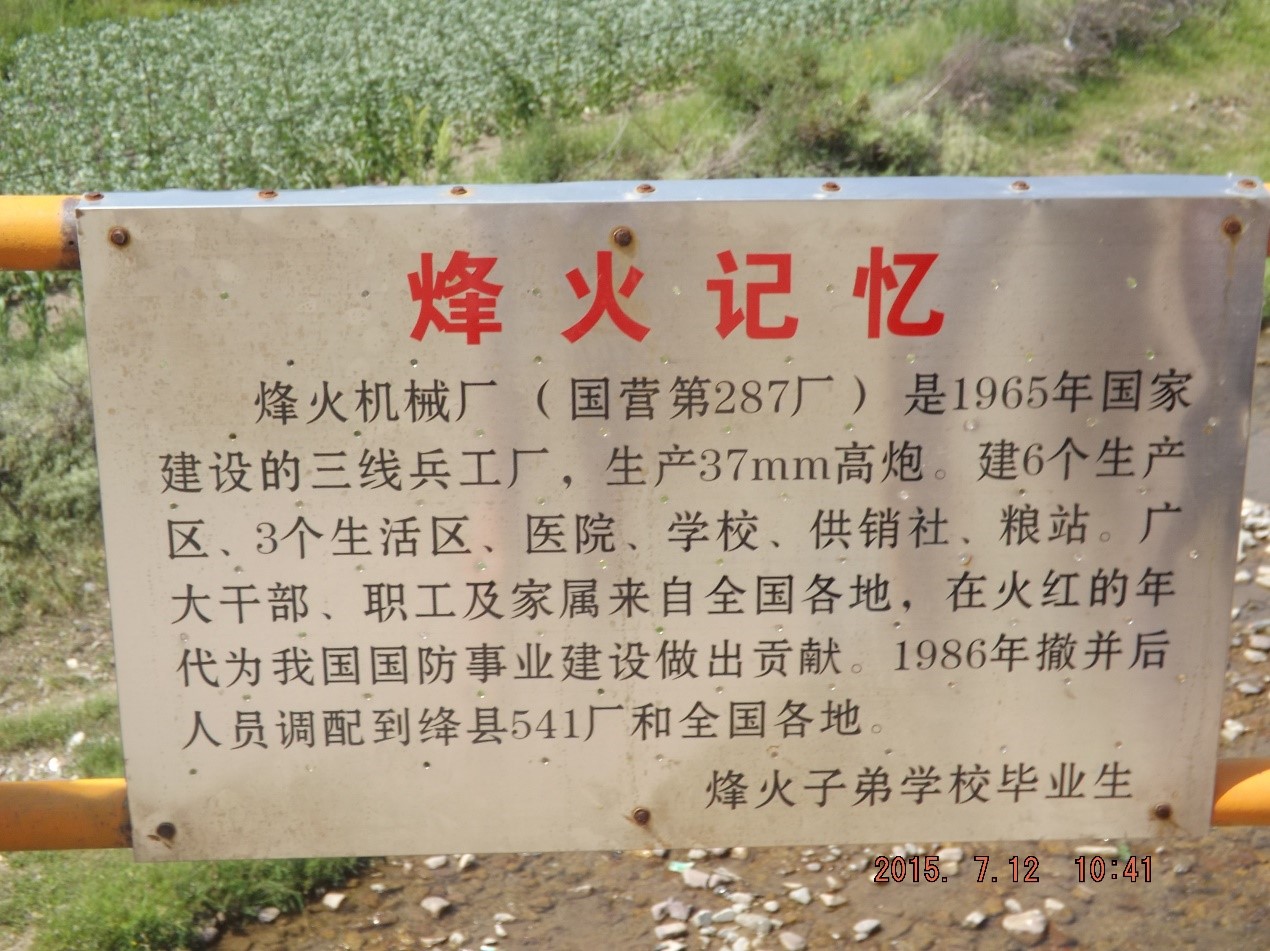 烽火记忆
烽火机械厂（国营第287厂）是1965年国家
建设的三线兵工厂，生产37mm高炮。建6个生产
区、3个生活区、医院、学校、供销社、粮站。广
大干部、职工及家属来自全国各地，在火红的年
代为我国国防事业建设做出贡献。1986年撤并后
人员调配到绛县541厂和全国各地。
烽火子弟学校毕业生
2015. 7.12 10:41